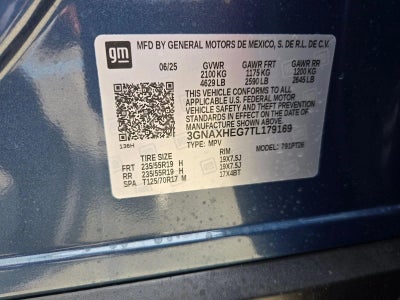 gm
MFD BY GENERAL MOTORS DE MEXICO, S. DE R.L. DE C.V.
06/25 GVWR GAWR FRT GAWR RR
2100 KG 1175 KG 1200 KG
4629 LB 2590 LB 2645 LB
THIS VEHICLE CONFORMS TO ALL
APPLICABLE U.S. FEDERAL MOTOR
VEHICLE SAFETY AND THEFT PREVENTION
STANDARDS IN EFFECT ON THE DATE OF
MANUFACTURE SHOWN ABOVE.
3GNAXHEG7TL179169
136H TYPE: MPV MODEL: 791PT26
TIRE SIZE RIM
FRT 235/55R19 H 19X7.5J
RR 235/55R19 H 19X7.5J
SPA T125/70R17 M 17X4BT